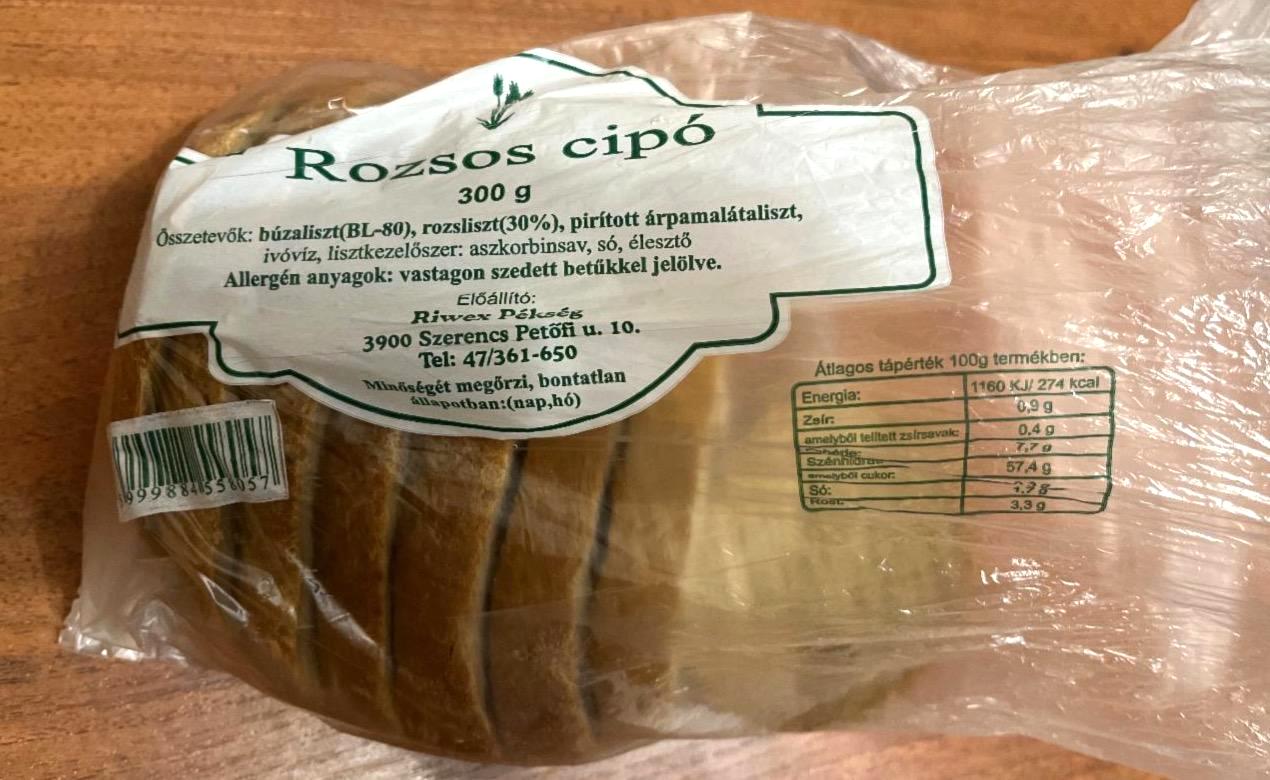 Rozsos cipó
300 g
Összetevők: búzaliszt(BL-80), rozsliszt(30%), pirított árpamalátaliszt,
ivóvíz, lisztkezelőszer: aszkorbinsav, só, élesztő
Allergén anyagok: vastagon szedett betűkkel jelölve.
Előállító:
Riwex Pékség
3900 Szerencs Petőfi u. 10.
Tel: 47/361-650
Minőségét megőrzi, bontatlan
állapotban:(nap,hó)
Átlagos tápérték 100g termékben:
Energia: 1160 KJ/ 274 kcal
Zsír: 0,9 g
amelyből telített zsírsavak: 0,4 g
7,7 g
Szénhidrát 57,4 g
amelyből cukor:
Só:
Rost: 3,3 g